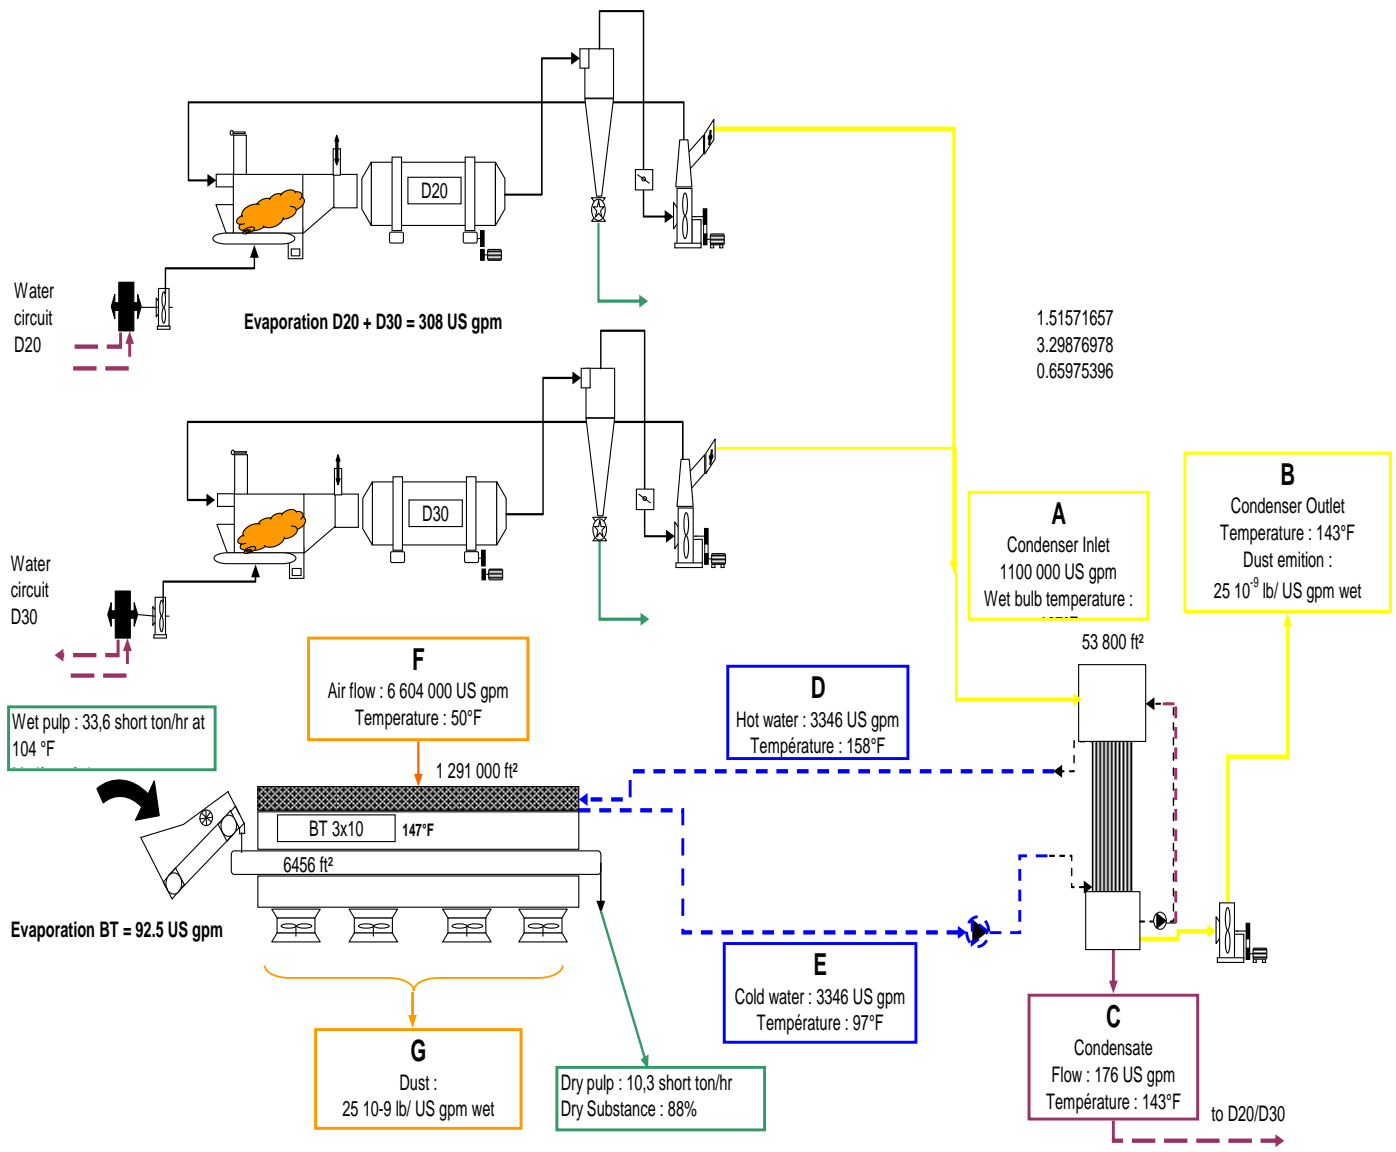 D20
Water
circuit
D20
Evaporation D20 + D30 = 308 US gpm
1.51571657
3.29876978
0.65975396
D30
Water
circuit
D30
A
Condenser Inlet
1100 000 US gpm
Wet bulb temperature :
B
Condenser Outlet
Temperature : 143°F
Dust emition :
25 10-9 lb/ US gpm wet
53 800 ft²
F
Air flow : 6 604 000 US gpm
Temperature : 50°F
D
Hot water : 3346 US gpm
Température : 158°F
Wet pulp : 33,6 short ton/hr at
104 °F
1 291 000 ft²
BT 3x10
147°F
6456 ft²
Evaporation BT = 92.5 US gpm
E
Cold water : 3346 US gpm
Température : 97°F
G
Dust :
25 10-9 lb/ US gpm wet
Dry pulp : 10,3 short ton/hr
Dry Substance : 88%
C
Condensate
Flow : 176 US gpm
Température : 143°F
to D20/D30